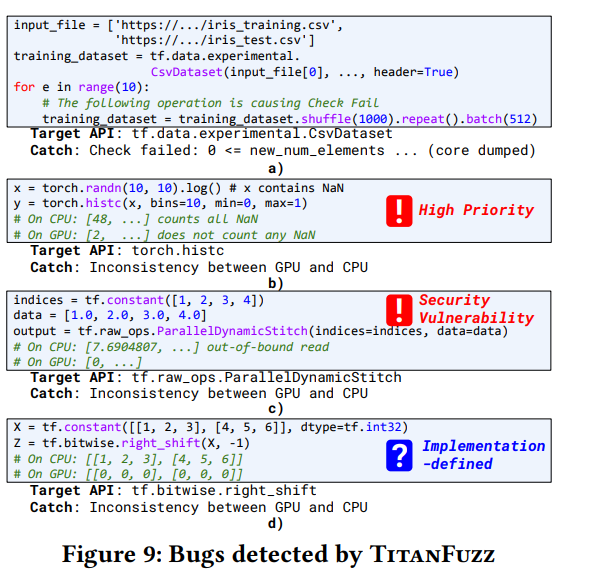 input_file = ['https://.../iris_training.csv',
'https://.../iris_test.csv']
training_dataset = tf.data.experimental.
CsvDataset(input_file[0], ..., header=True)
for e in range(10):
# The following operation is causing Check Fail
training_dataset = training_dataset.shuffle(1000).repeat().batch(512)
Target API: tf.data.experimental.CsvDataset
Catch: Check failed: 0 <= new_num_elements ... (core dumped)
a)
x = torch.randn(10, 10).log() # x contains NaN
y = torch.histc(x, bins=10, min=0, max=1)
# On CPU: [48, ...] counts all NaN
# On GPU: [2, ...] does not count any NaN
! High Priority
Target API: torch.histc
Catch: Inconsistency between GPU and CPU
b)
indices = tf.constant([1, 2, 3, 4])
data = [1.0, 2.0, 3.0, 4.0]
output = tf.raw_ops.ParallelDynamicStitch(indices=indices, data=data)
# On CPU: [7.6904807, ...] out-of-bound read
# On GPU: [0, ...]
! Security
Vulnerability
Target API: tf.raw_ops.ParallelDynamicStitch
Catch: Inconsistency between GPU and CPU
c)
X = tf.constant([[1, 2, 3], [4, 5, 6]], dtype=tf.int32)
Z = tf.bitwise.right_shift(X, -1)
# On CPU: [[1, 2, 3], [4, 5, 6]]
# On GPU: [[0, 0, 0], [0, 0, 0]]
? Implementation
-defined
Target API: tf.bitwise.right_shift
Catch: Inconsistency between GPU and CPU
d)
Figure 9: Bugs detected by TITANFUZZ